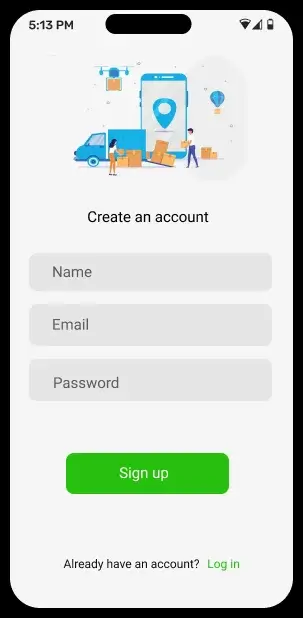 5:13 PM
Create an account
Name
Email
Password
Sign up
Already have an account? Log in